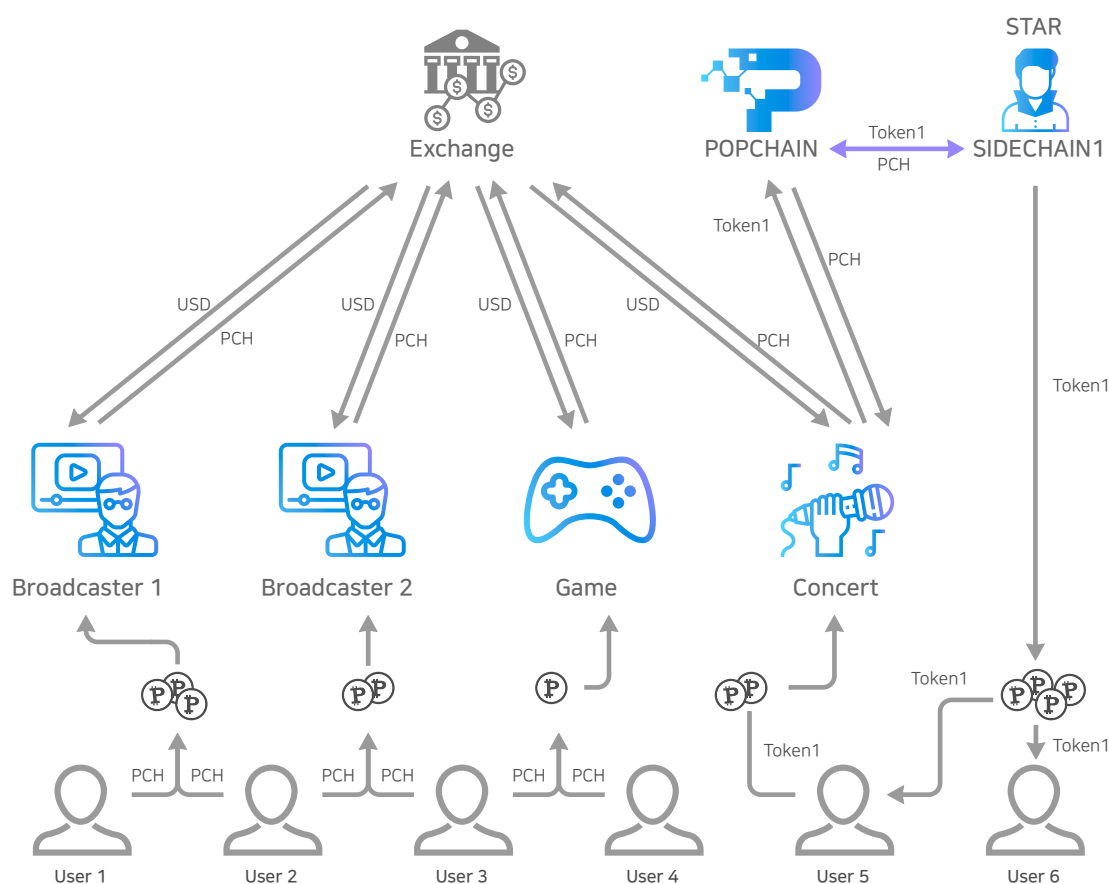 STAR
Exchange
POPCHAIN
Token1
PCH
SIDECHAIN1
Token1
PCH
USD
PCH
USD
PCH
USD
PCH
USD
PCH
Token1
Broadcaster 1
Broadcaster 2
Game
Concert
Token1
Token1
Token1
PCH
PCH
PCH
PCH
PCH
PCH
User 1
User 2
User 3
User 4
User 5
User 6